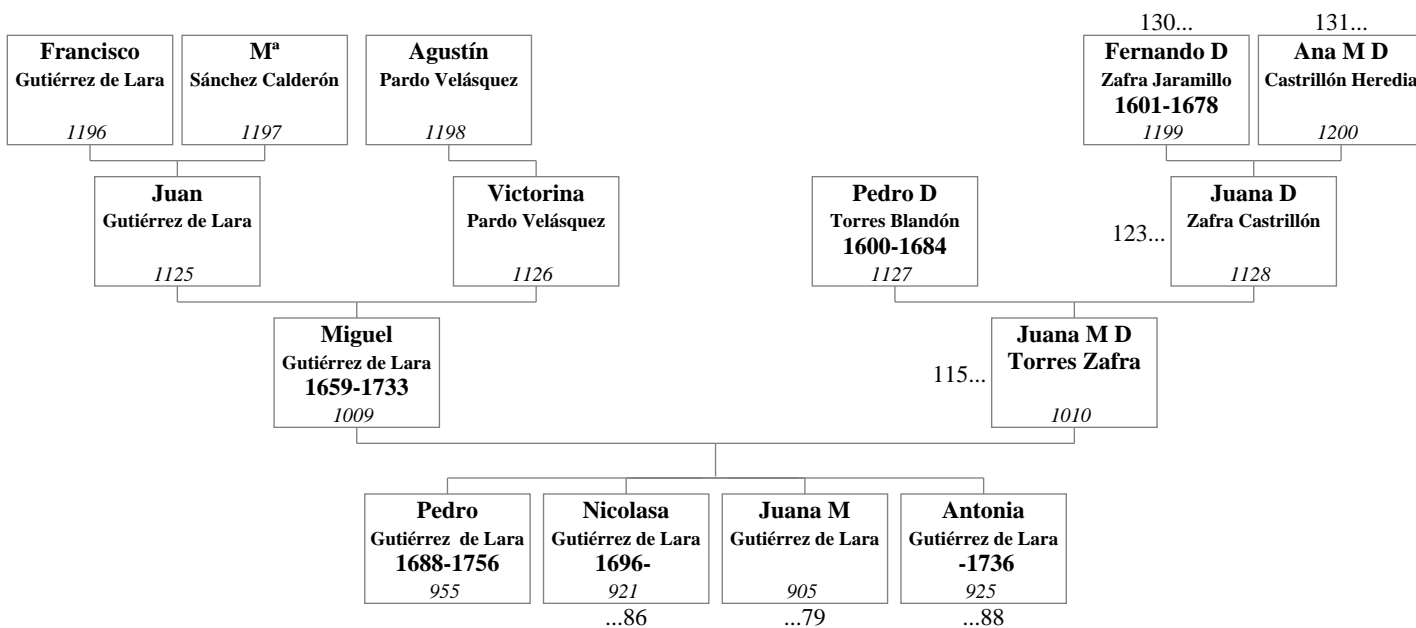 130...
131...
Francisco
Gutiérrez de Lara
1196
Mª
Sánchez Calderón
1197
Agustín
Pardo Velásquez
1198
Fernando D
Zafra Jaramillo
1601-1678
1199
Ana M D
Castrillón Heredia
1200
Juan
Gutiérrez de Lara
1125
Victorina
Pardo Velásquez
1126
Pedro D
Torres Blandón
1600-1684
1127
123...
Juana D
Zafra Castrillón
1128
Miguel
Gutiérrez de Lara
1659-1733
1009
115...
Juana M D
Torres Zafra
1010
Pedro
Gutiérrez  de Lara
1688-1756
955
Nicolasa
Gutiérrez de Lara
1696-
921
...86
Juana M
Gutiérrez de Lara
905
...79
Antonia
Gutiérrez de Lara
-1736
925
...88